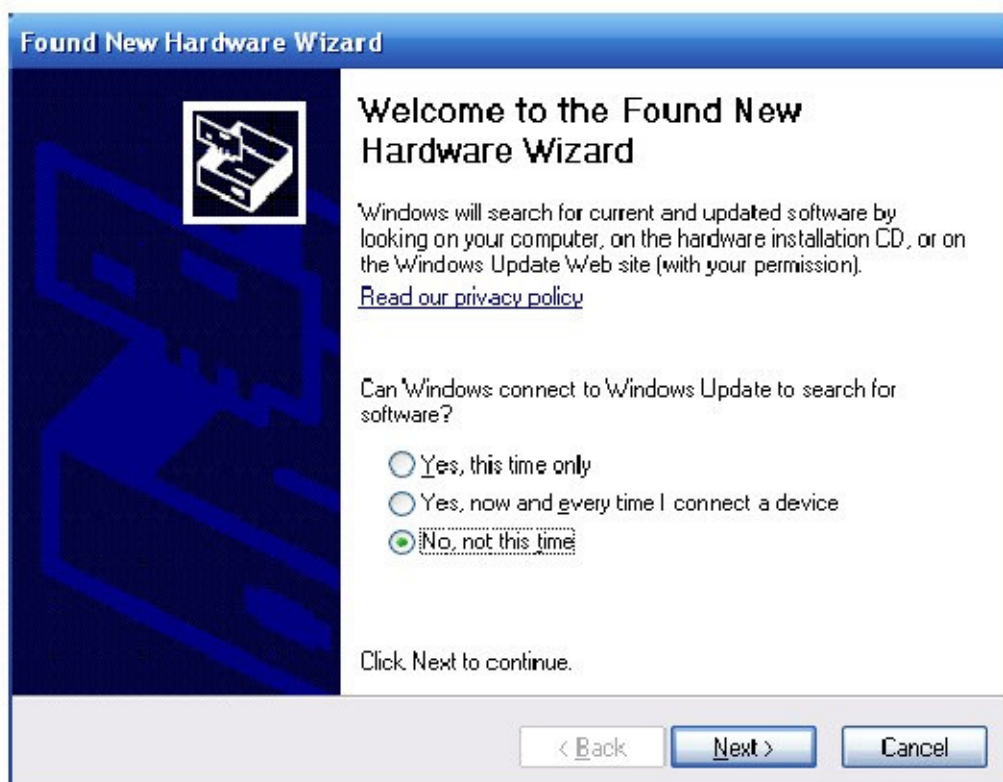 Found New Hardware Wizard
Welcome to the Found New
Hardware Wizard
Windows will search for current and updated software by
looking on your computer, on the hardware installation CD, or on
the Windows Update Web site (with your permission).
Read our privacy policy
Can Windows connect to Windows Update to search for
software?
Yes, this time only
Yes, now and every time I connect a device
No, not this time
Click Next to continue.
< Back Next > Cancel